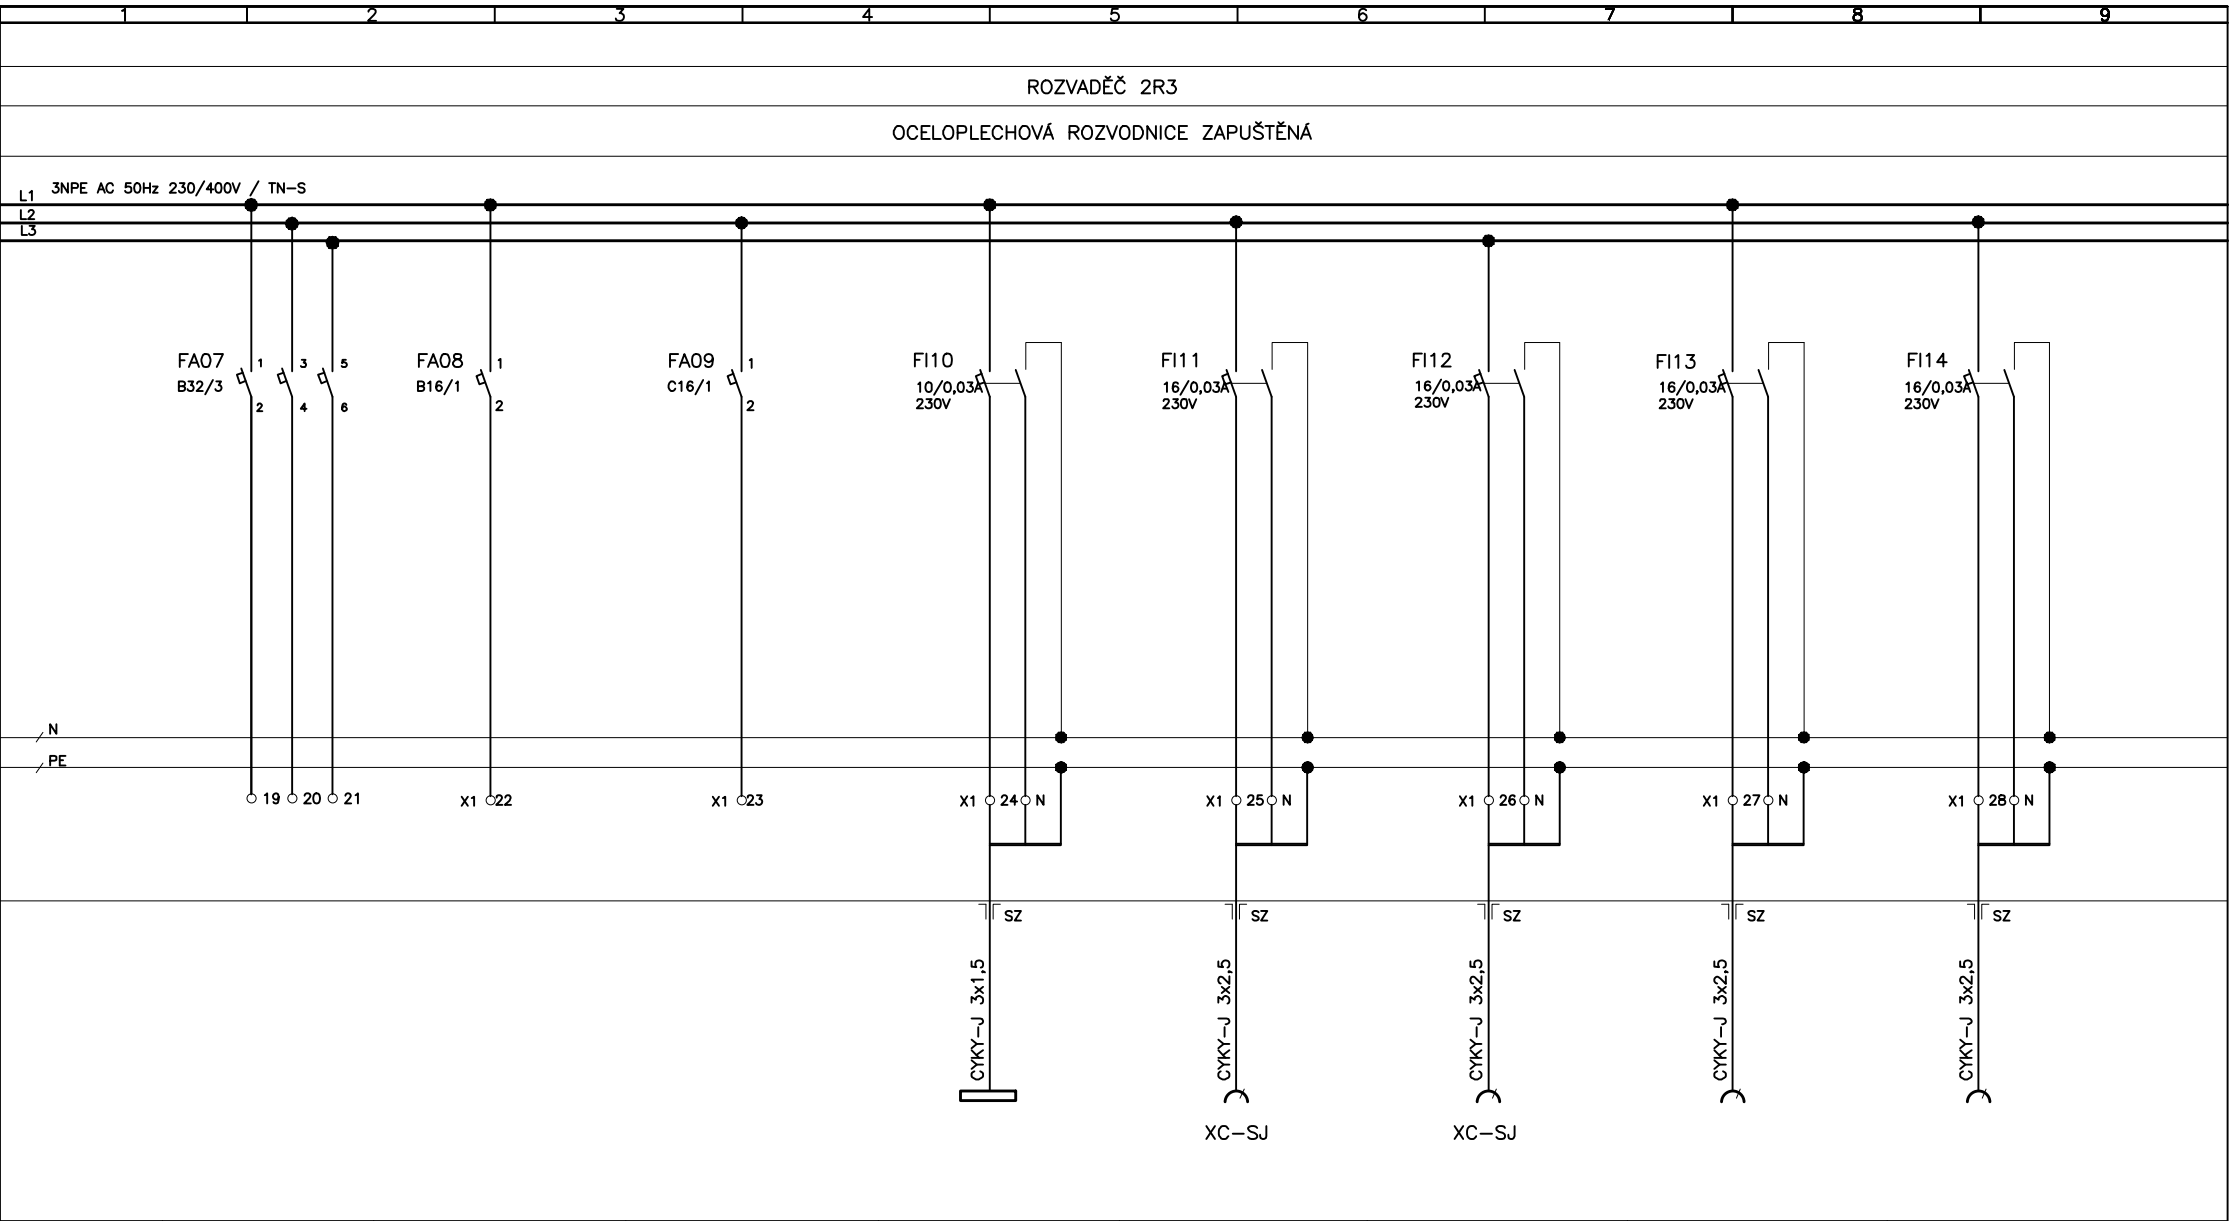 1 2 3 4 5 6 7 8 9
ROZVADĚČ 2R3
OCELOPLECHOVÁ ROZVODNICE ZAPUŠTĚNÁ
3NPE AC 50Hz 230/400V / TN-S
L1
L2
L3
FA07 1 3 5 FA08 1 FA09 1 FI10 FI11 FI12 FI13 FI14
B32/3 B16/1 C16/1 10/0,03A 16/0,03A 16/0,03A 16/0,03A 16/0,03A
2 4 6 2 2 230V 230V 230V 230V 230V
N
PE
19 20 21 X1 22 X1 23 X1 24 N X1 25 N X1 26 N X1 27 N X1 28 N
SZ SZ SZ SZ SZ
CYKY-J 3x1,5
CYKY-J 3x2,5
CYKY-J 3x2,5
CYKY-J 3x2,5
CYKY-J 3x2,5
XC-SJ XC-SJ